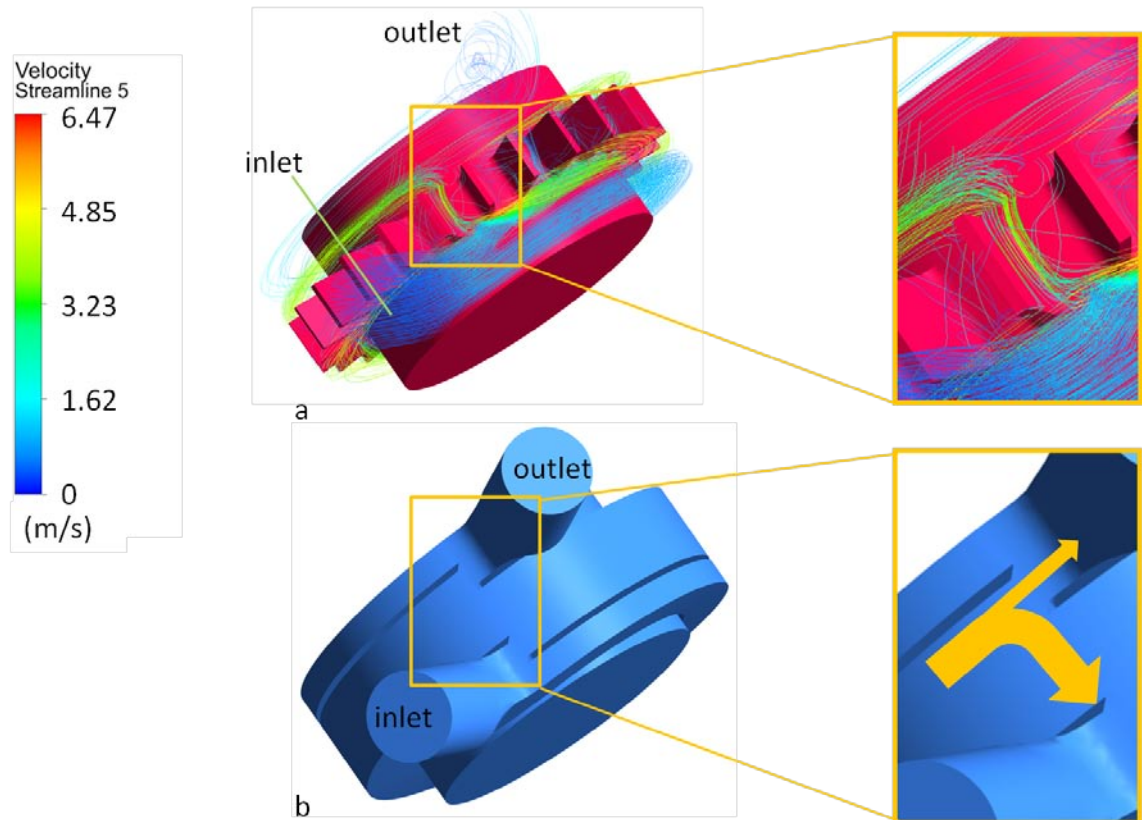 Velocity
Streamline 5
6.47
4.85
3.23
1.62
0
(m/s)
outlet
inlet
a
outlet
inlet
b